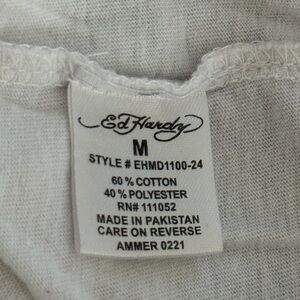 Ed Hardy
M
STYLE # EHMD1100-24
60% COTTON
40% POLYESTER
RN# 111052
MADE IN PAKISTAN
CARE ON REVERSE
AMMER 0221